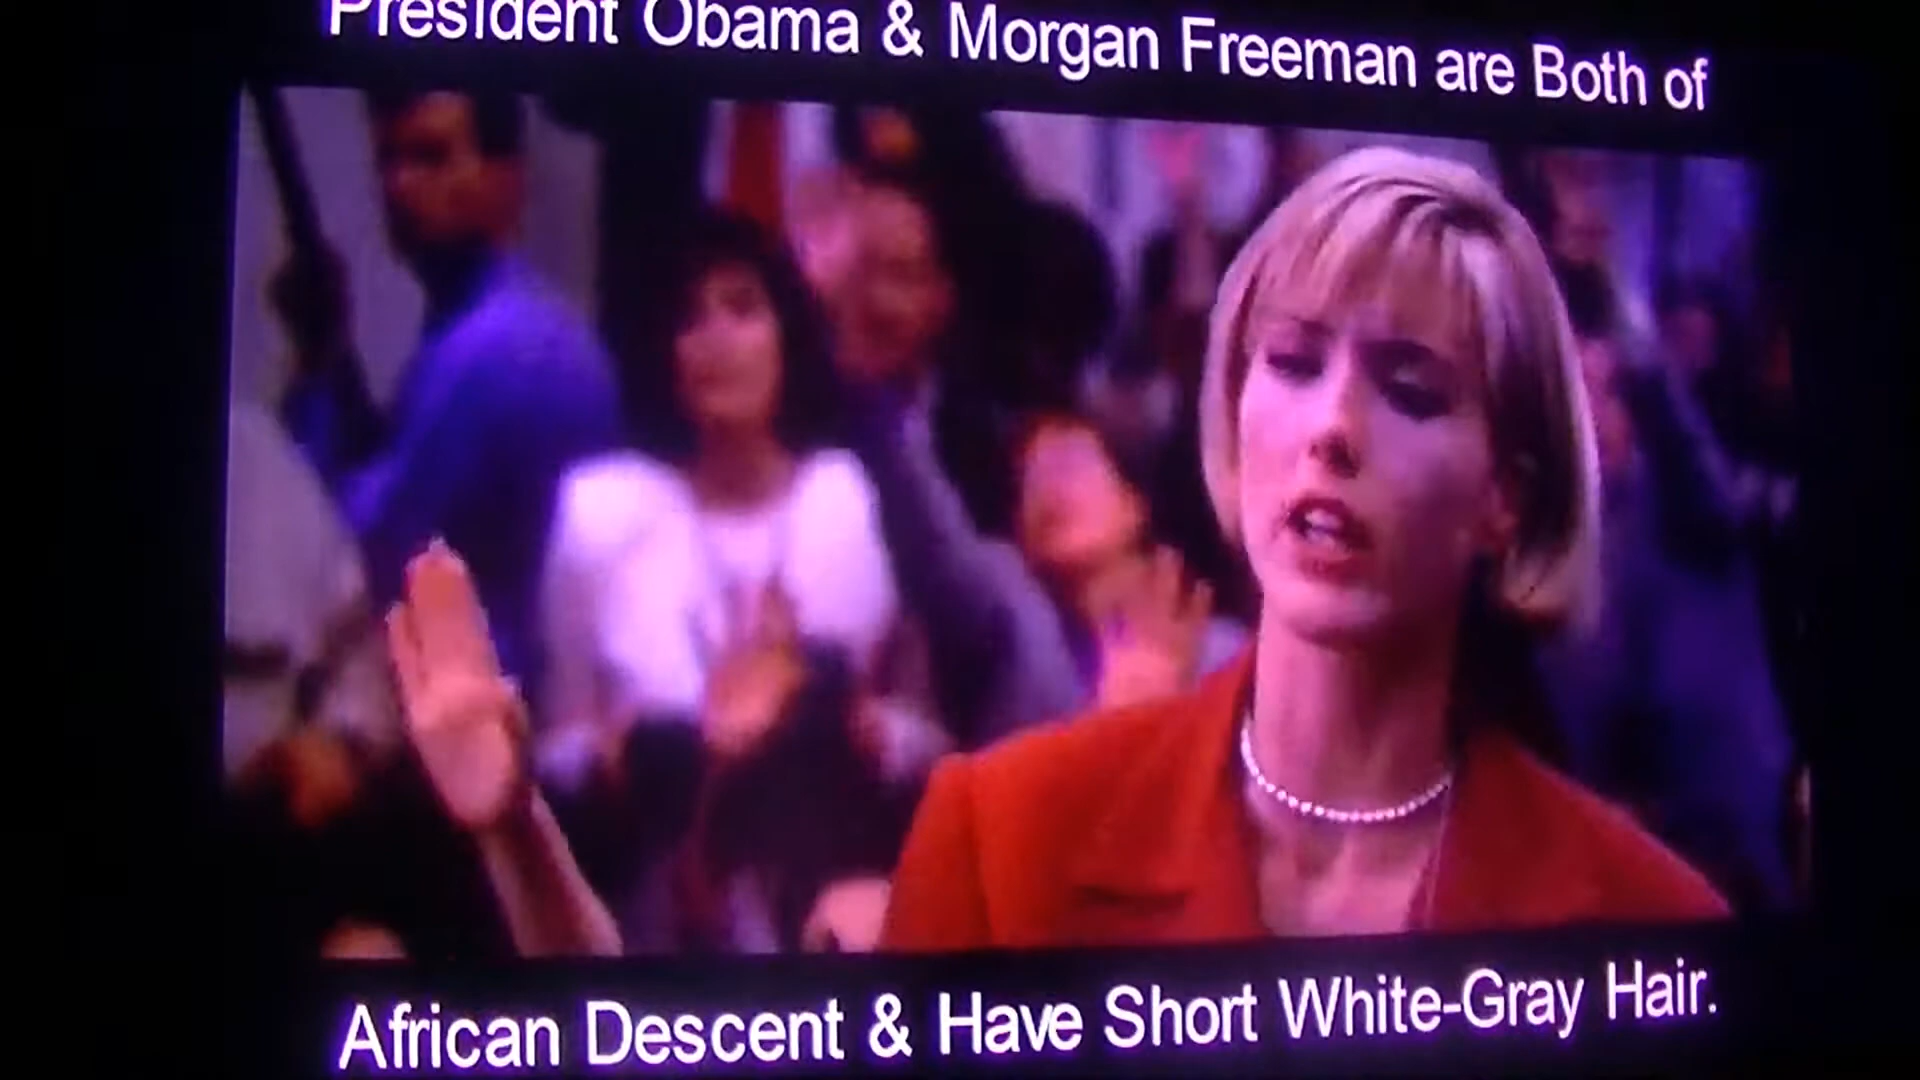 President Obama & Morgan Freeman are Both of
African Descent & Have Short White-Gray Hair.